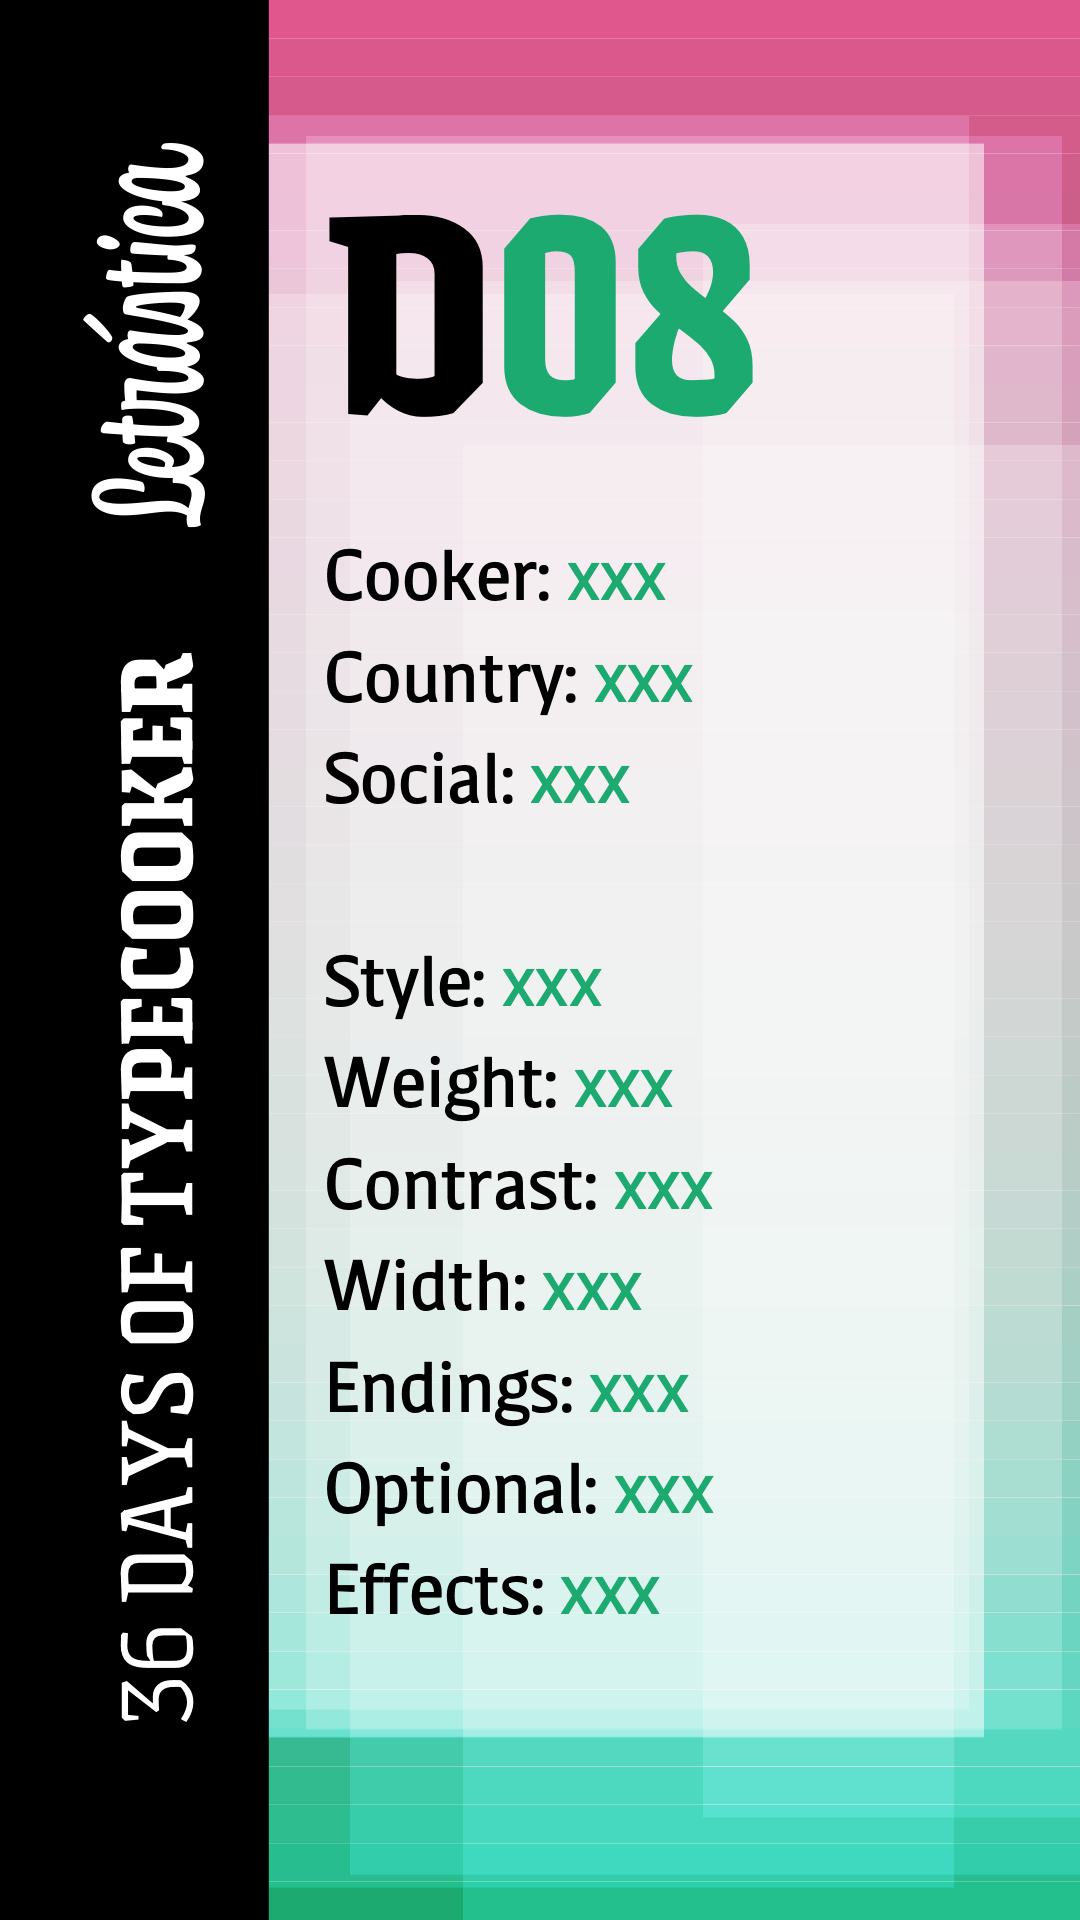 36 DAYS OF TYPECOOKER Letrástica
D08
Cooker: xxx
Country: xxx
Social: xxx
Style: xxx
Weight: xxx
Contrast: xxx
Width: xxx
Endings: xxx
Optional: xxx
Effects: xxx